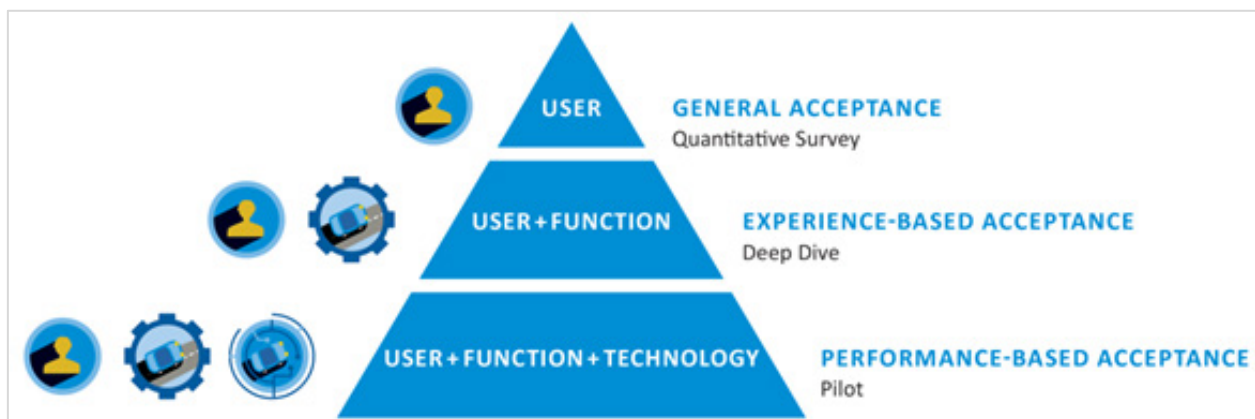 USER
GENERAL ACCEPTANCE
Quantitative Survey
USER+FUNCTION
EXPERIENCE-BASED ACCEPTANCE
Deep Dive
USER+FUNCTION+TECHNOLOGY
PERFORMANCE-BASED ACCEPTANCE
Pilot